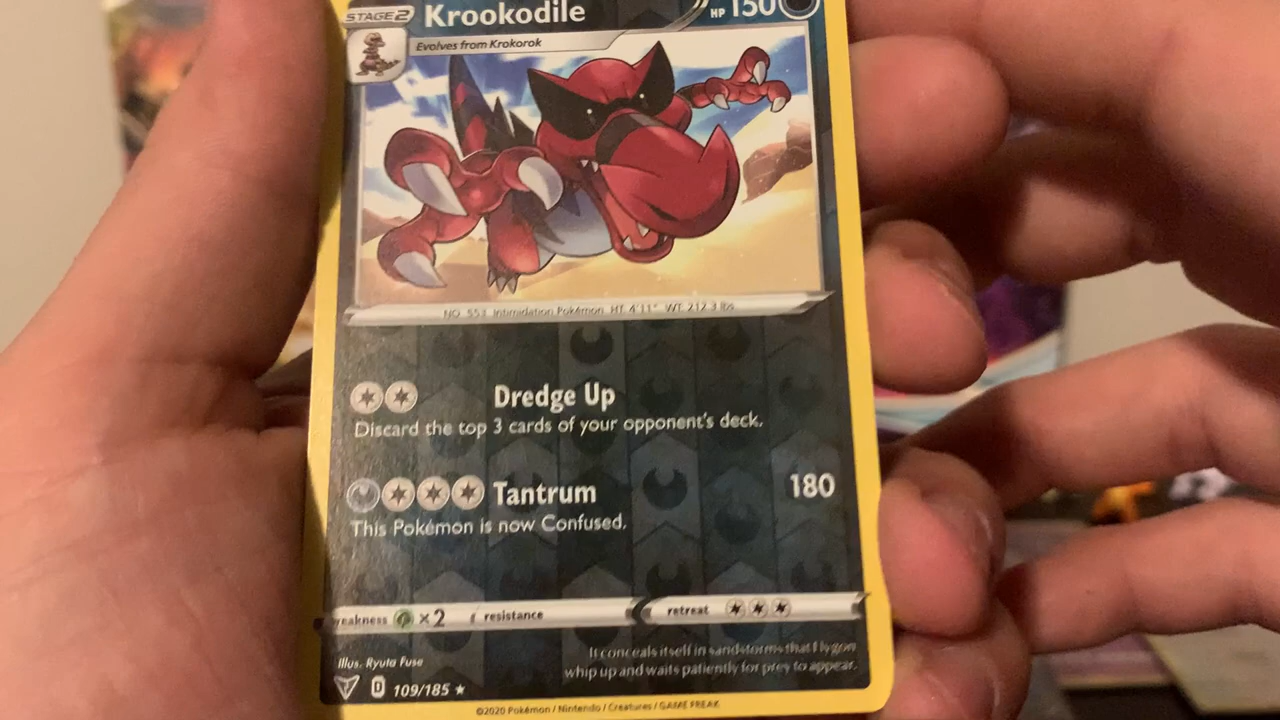 STAGE2 Krookodile HP 150
Evolves from Krokorok
NO. 553 Intimidation Pokémon HT 4'11" WT 212.3 lbs
Dredge Up
Discard the top 3 cards of your opponent's deck.
Tantrum 180
This Pokémon is now Confused.
weakness ×2 resistance retreat
It conceals itself in sandstorms that Flygon
whip up and waits patiently for prey to appear.
Illus. Ryuta Fuse
D 109/185 ★
©2020 Pokémon / Nintendo / Creatures / GAME FREAK